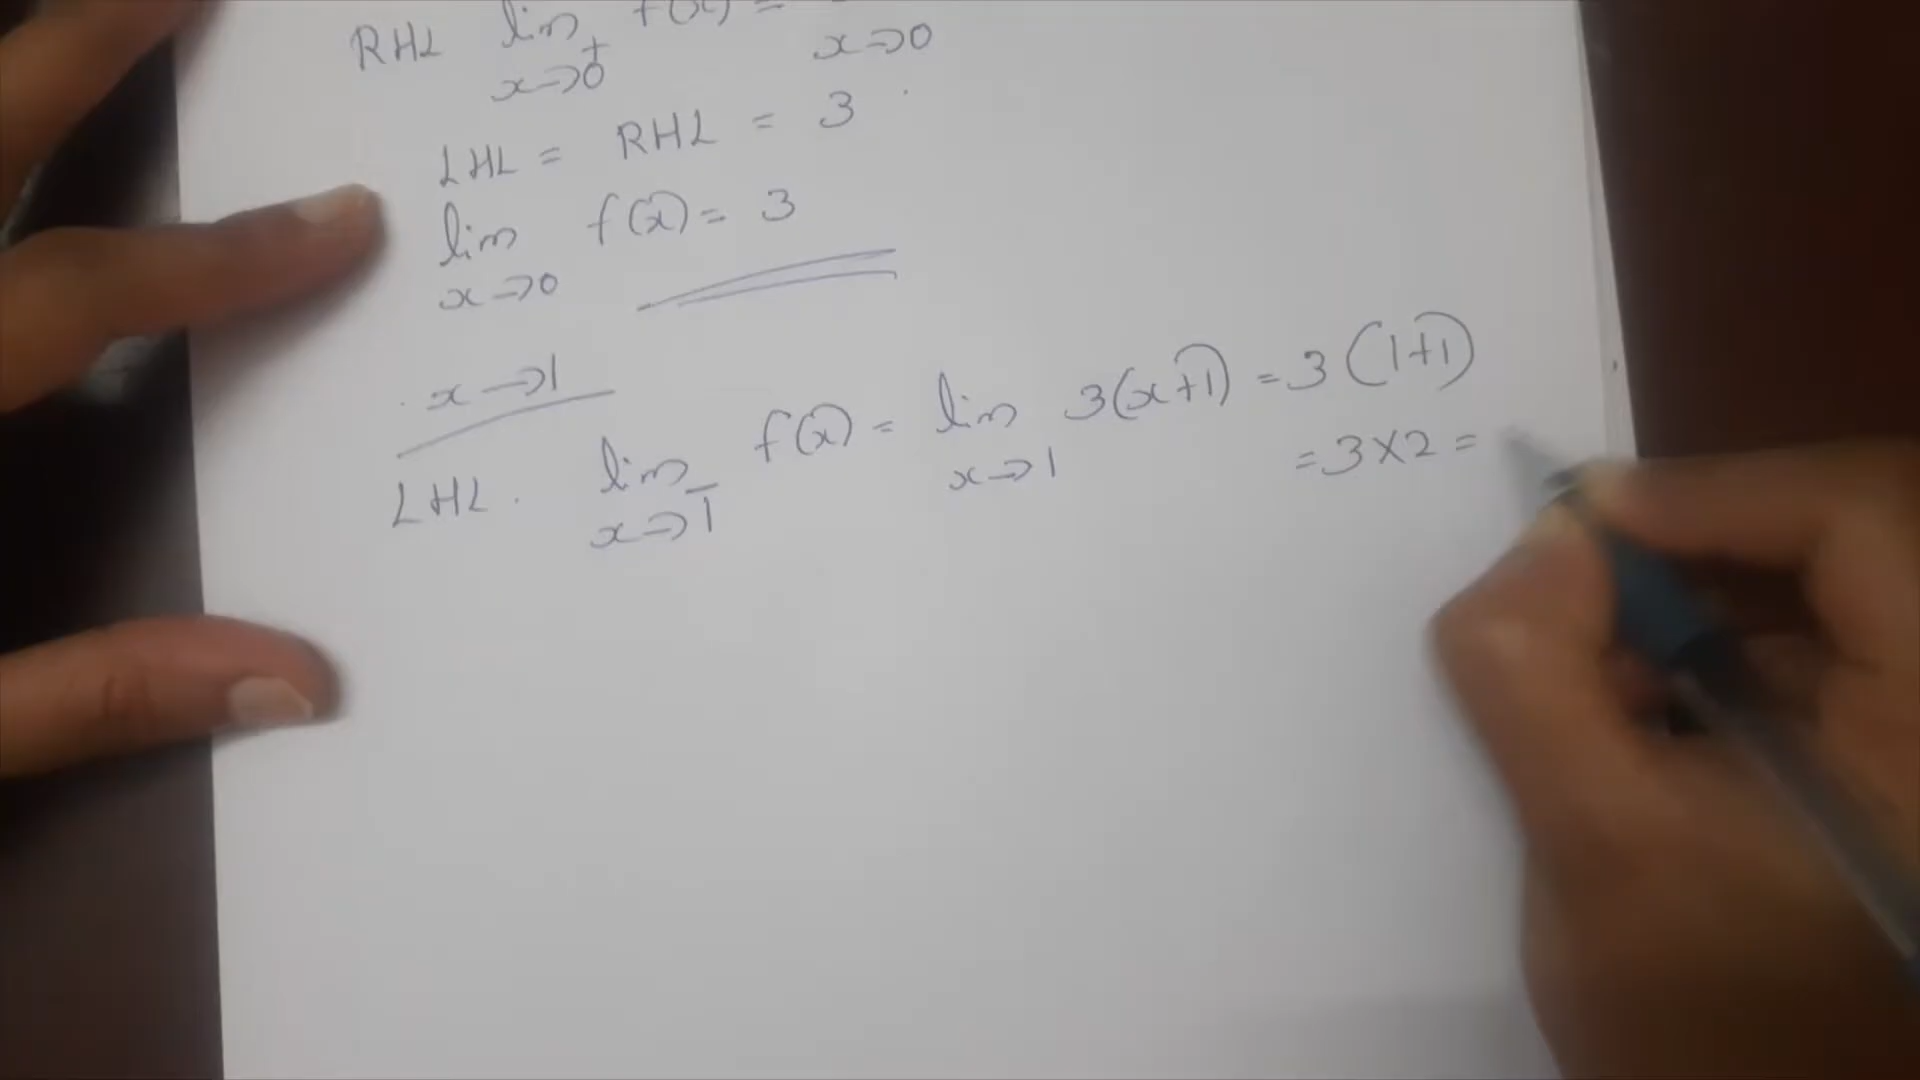 RHL lim f(x) =
x→0⁺ x→0
LHL = RHL = 3
lim f(x) = 3
x→0
x→1
LHL. lim f(x) = lim 3(x+1) = 3(1+1)
x→1⁻ x→1 = 3×2 =